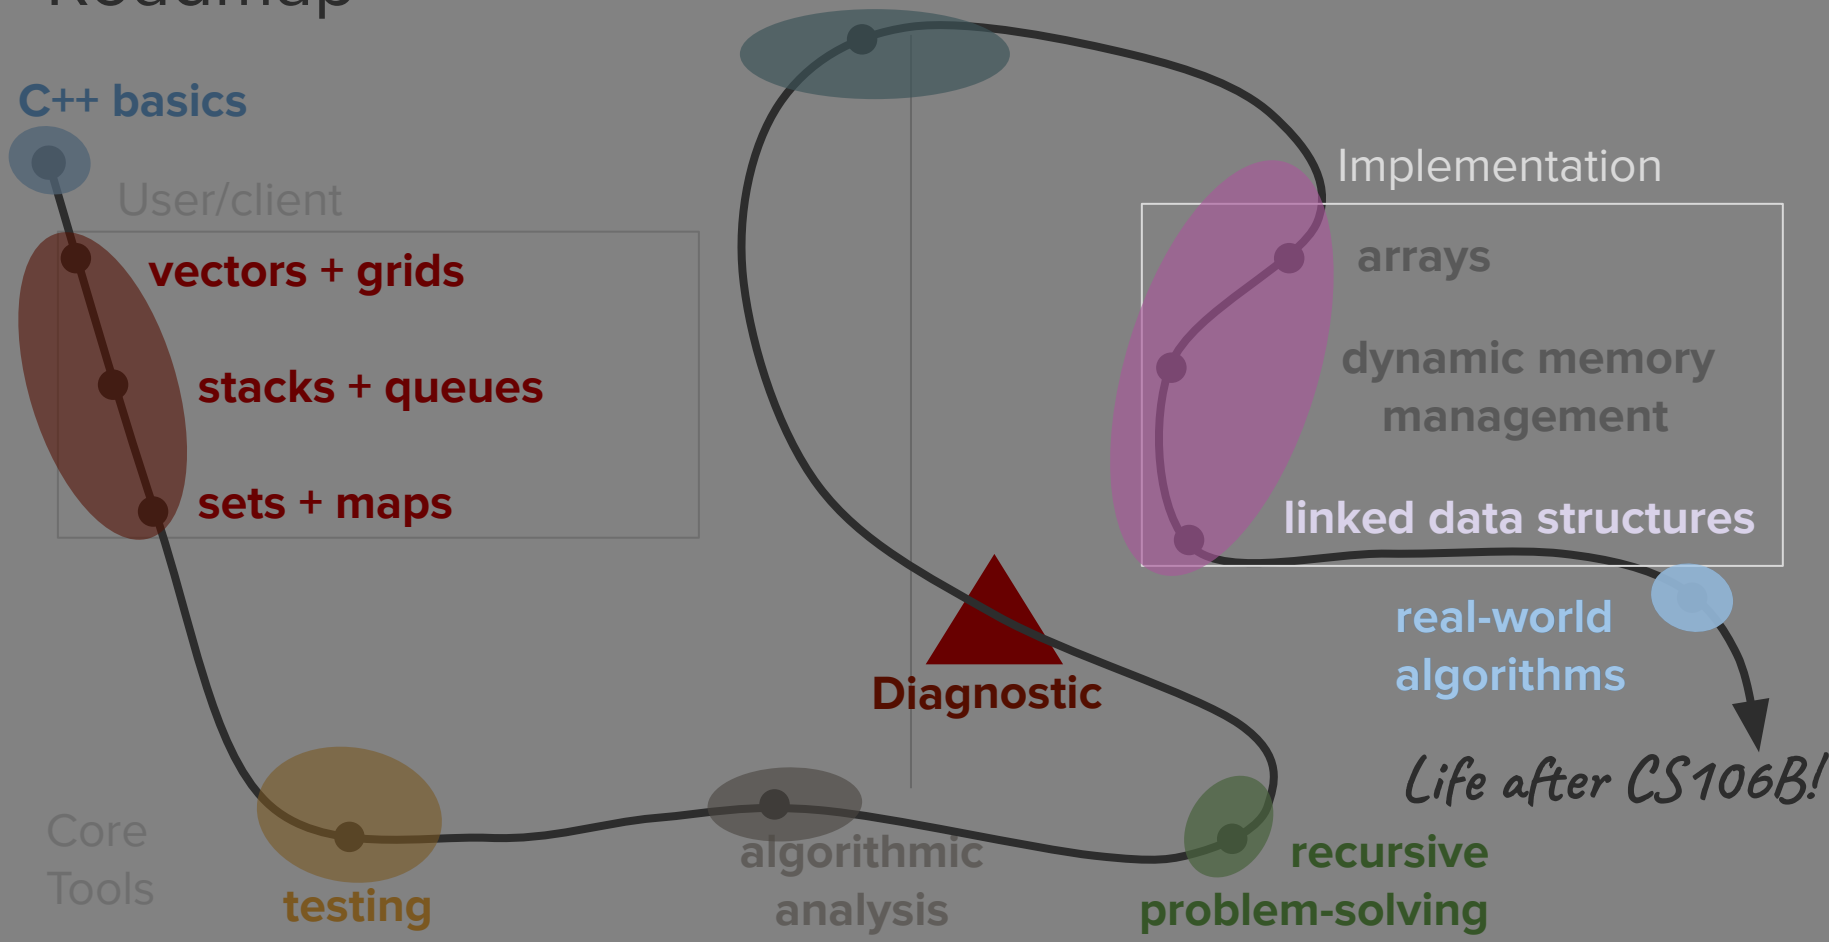 Roadmap
C++ basics
User/client
vectors + grids
stacks + queues
sets + maps
Core
Tools
testing
algorithmic
analysis
recursive
problem-solving
Diagnostic
Implementation
arrays
dynamic memory
management
linked data structures
real-world
algorithms
Life after CS106B!